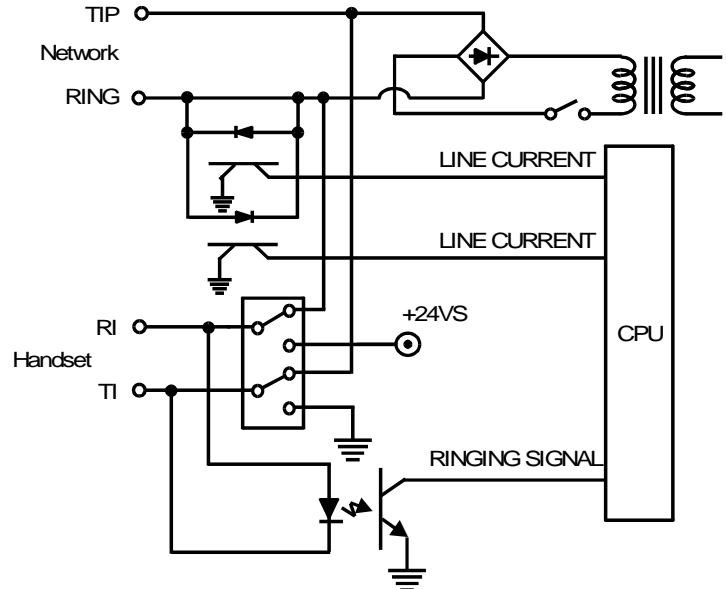 TIP
Network
RING
LINE CURRENT
LINE CURRENT
+24VS
RI
CPU
Handset
TI
RINGING SIGNAL